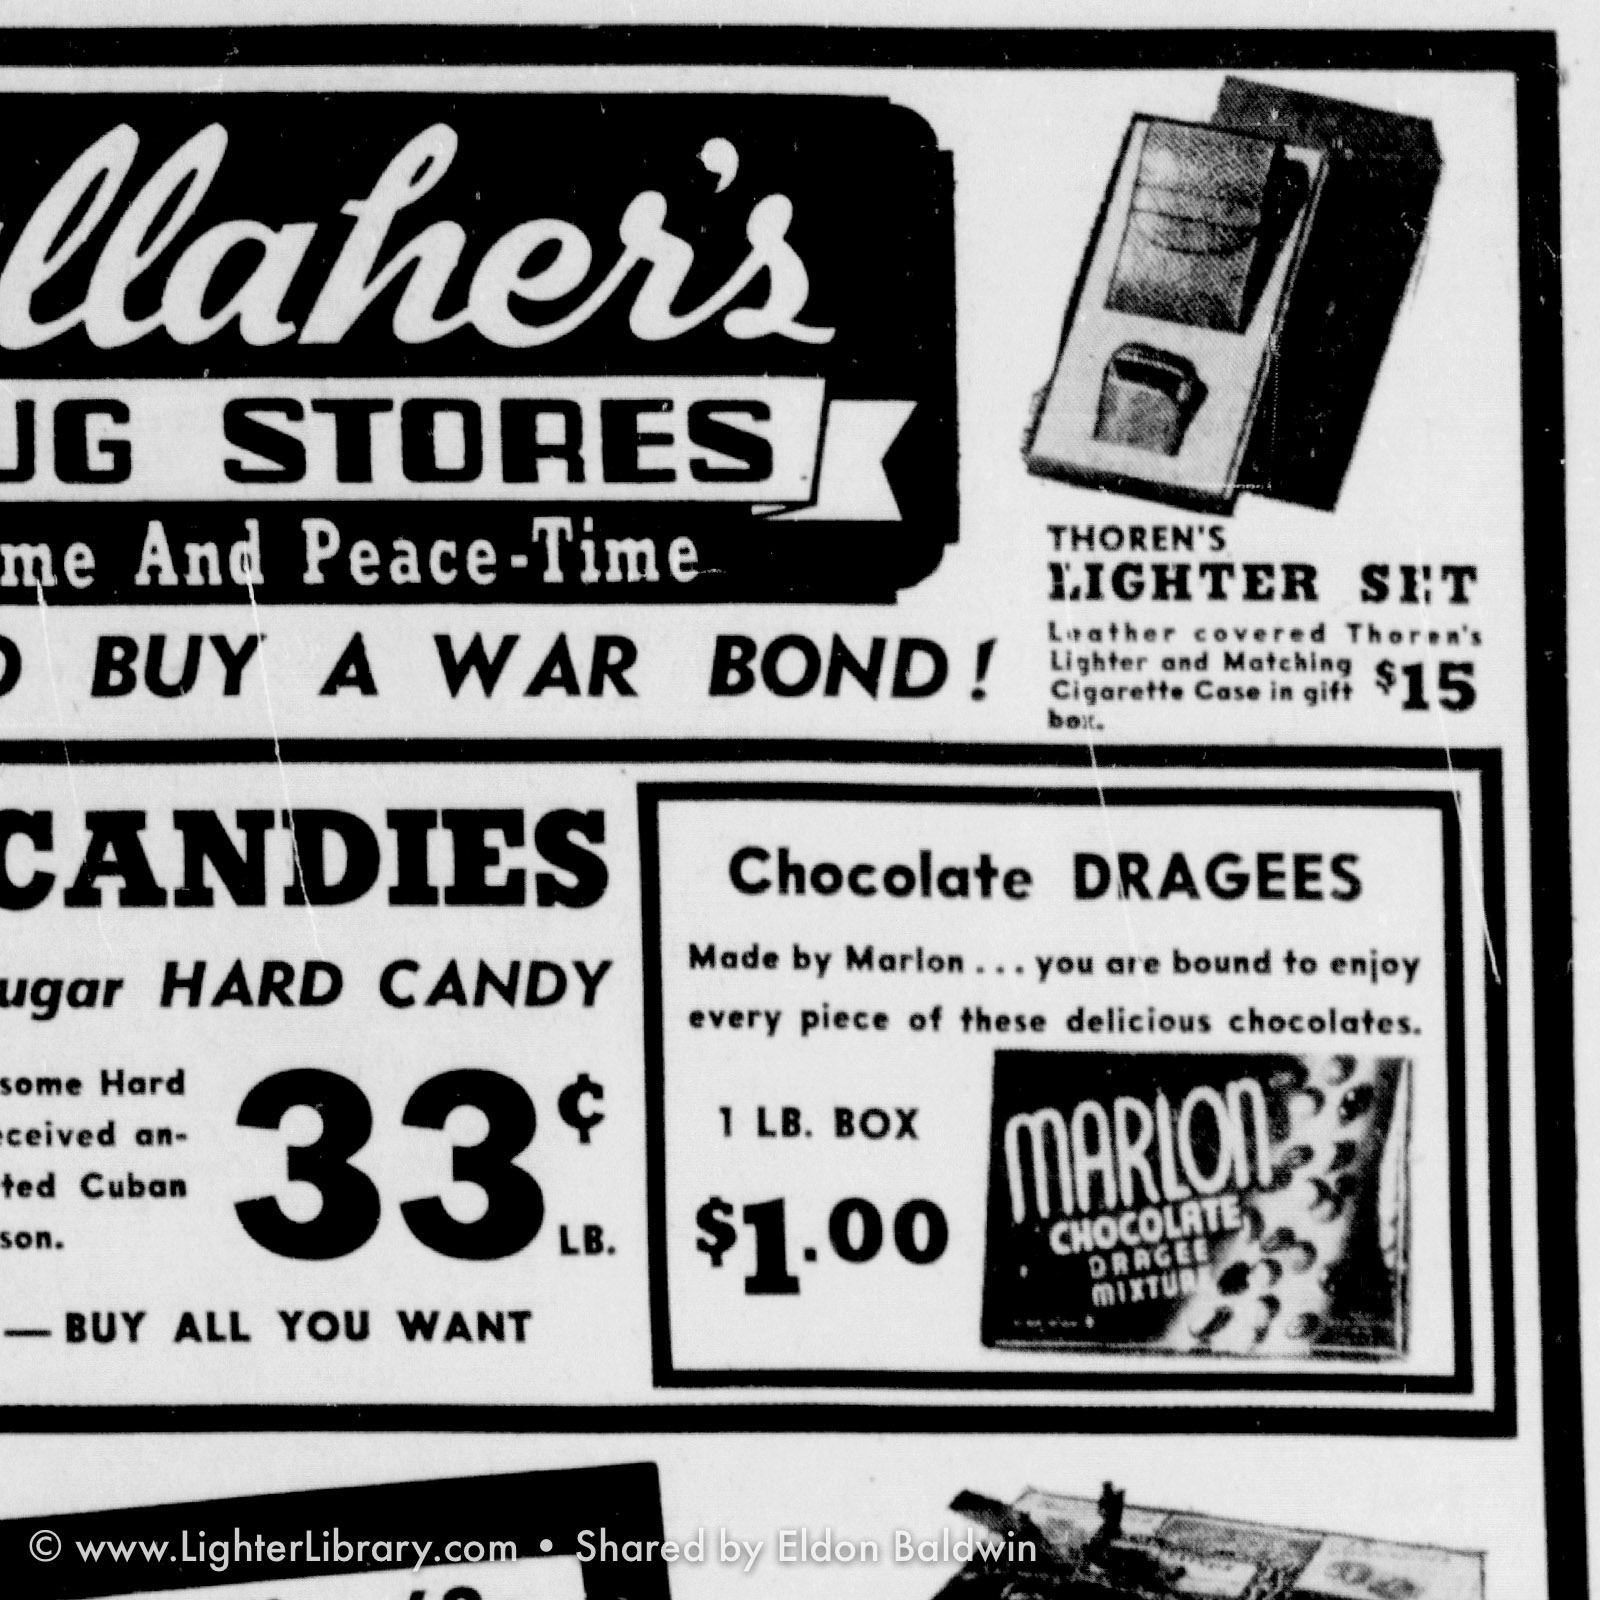 llaher's
UG STORES
me And Peace-Time
BUY A WAR BOND!
THOREN'S
LIGHTER SET
Leather covered Thoren's
Lighter and Matching
Cigarette Case in gift
box.
$15
CANDIES
ugar HARD CANDY
some Hard
ceived an-
ted Cuban
son.
33¢
LB.
— BUY ALL YOU WANT
Chocolate DRAGEES
Made by Marlon ... you are bound to enjoy
every piece of these delicious chocolates.
1 LB. BOX
$1.00
MARLON
CHOCOLATE
DRAGEE
MIXTURE
© www.LighterLibrary.com • Shared by Eldon Baldwin